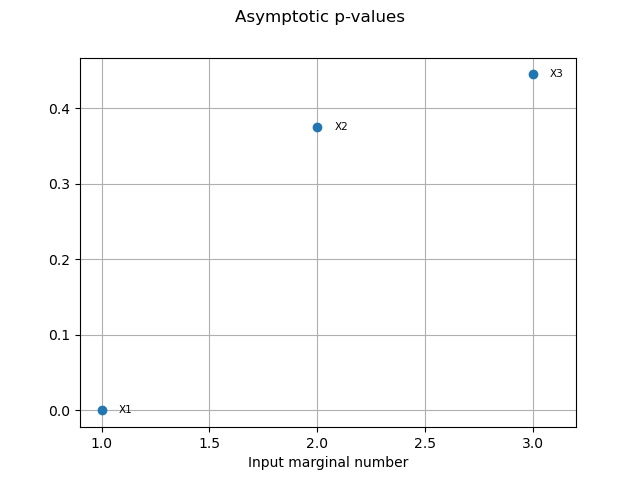 Asymptotic p-values
0.4
0.3
0.2
0.1
0.0
X3
X2
X1
1.0 1.5 2.0 2.5 3.0
Input marginal number